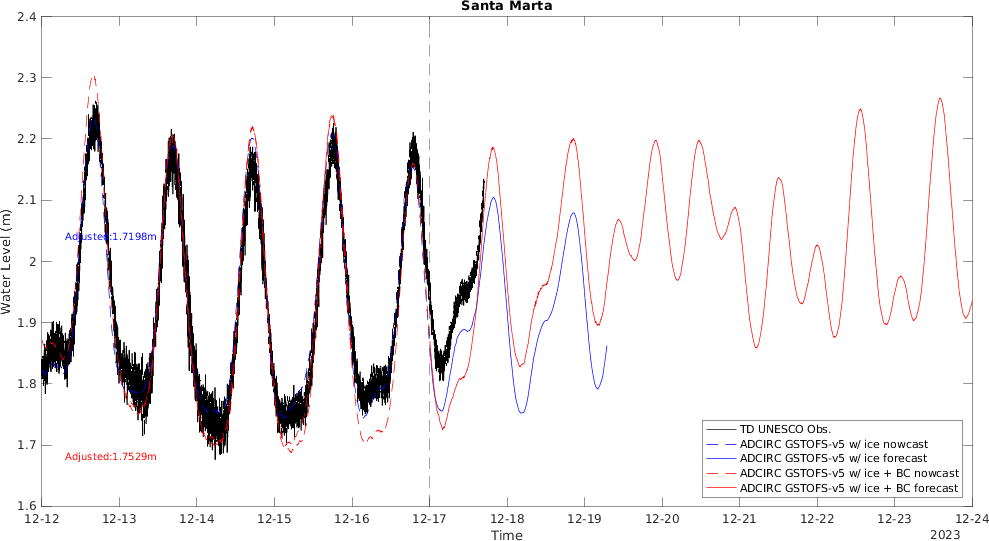 Santa Marta
2.4
2.3
2.2
2.1
2
1.9
1.8
1.7
1.6
Water Level (m)
Adjusted:1.7198m
Adjusted:1.7529m
TD UNESCO Obs.
ADCIRC GSTOFS-v5 w/ ice nowcast
ADCIRC GSTOFS-v5 w/ ice forecast
ADCIRC GSTOFS-v5 w/ ice + BC nowcast
ADCIRC GSTOFS-v5 w/ ice + BC forecast
12-12 12-13 12-14 12-15 12-16 12-17 12-18 12-19 12-20 12-21 12-22 12-23 12-24
Time
2023